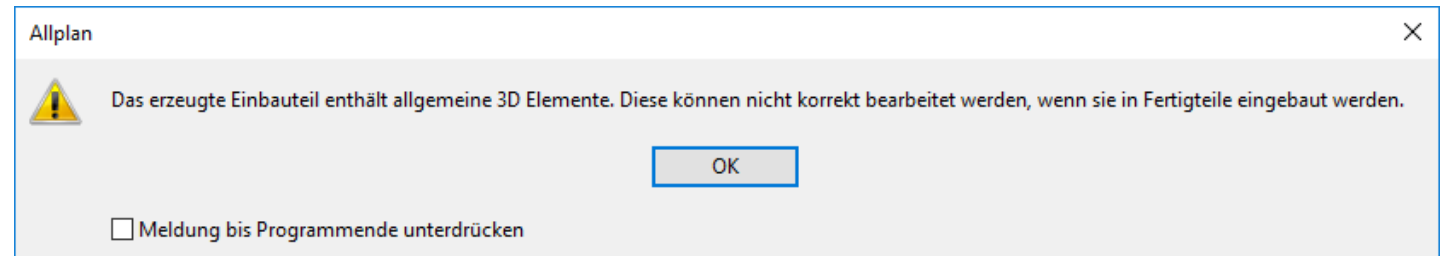 Allplan
Das erzeugte Einbauteil enthält allgemeine 3D Elemente. Diese können nicht korrekt bearbeitet werden, wenn sie in Fertigteile eingebaut werden.
OK
Meldung bis Programmende unterdrücken